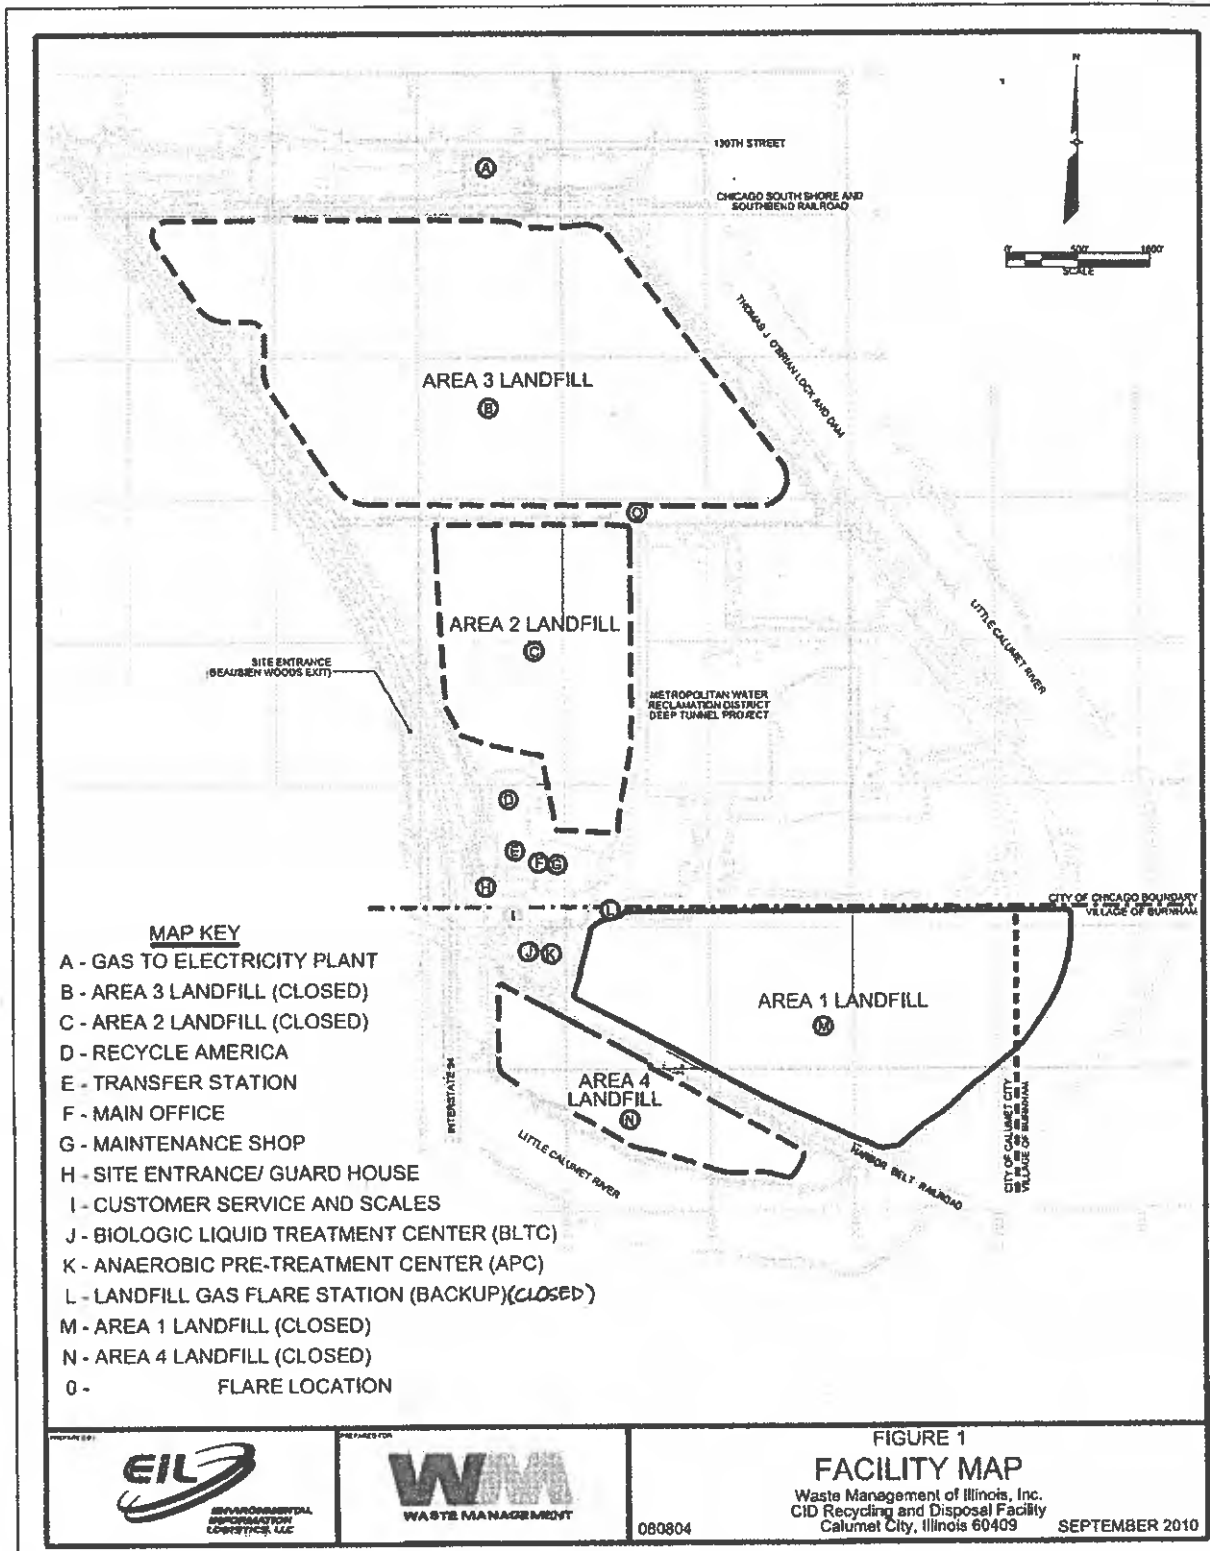 N
130TH STREET
A
CHICAGO SOUTH SHORE AND
SOUTHBEND RAILROAD
0' 500' 1000'
SCALE
THOMAS J. O'BRIAN LOCK AND DAM
AREA 3 LANDFILL
B
O
AREA 2 LANDFILL
C
LITTLE CALUMET RIVER
SITE ENTRANCE
(BEAUBIEN WOODS EXIT)
METROPOLITAN WATER
RECLAMATION DISTRICT
DEEP TUNNEL PROJECT
D
E
F G
H
L
CITY OF CHICAGO BOUNDARY
VILLAGE OF BURNHAM
I
J K
AREA 1 LANDFILL
M
INTERSTATE 94
AREA 4
LANDFILL
N
LITTLE CALUMET RIVER
HARBOR BELT RAILROAD
CITY OF CALUMET CITY
VILLAGE OF BURNHAM
MAP KEY
A - GAS TO ELECTRICITY PLANT
B - AREA 3 LANDFILL (CLOSED)
C - AREA 2 LANDFILL (CLOSED)
D - RECYCLE AMERICA
E - TRANSFER STATION
F - MAIN OFFICE
G - MAINTENANCE SHOP
H - SITE ENTRANCE/ GUARD HOUSE
I - CUSTOMER SERVICE AND SCALES
J - BIOLOGIC LIQUID TREATMENT CENTER (BLTC)
K - ANAEROBIC PRE-TREATMENT CENTER (APC)
L - LANDFILL GAS FLARE STATION (BACKUP)(CLOSED)
M - AREA 1 LANDFILL (CLOSED)
N - AREA 4 LANDFILL (CLOSED)
0 - FLARE LOCATION
PREPARED BY
EIL
ENVIRONMENTAL
INFORMATION
LOGISTICS, LLC
PREPARED FOR
WM
WASTE MANAGEMENT
080804
FIGURE 1
FACILITY MAP
Waste Management of Illinois, Inc.
CID Recycling and Disposal Facility
Calumet City, Illinois 60409
SEPTEMBER 2010